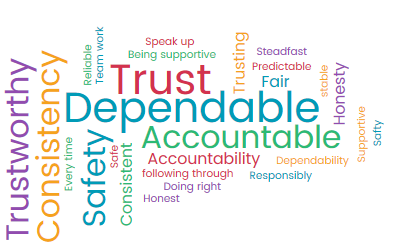 Trustworthy
Consistency
Reliable
Team work
Speak up
Being supportive
Trusting
Steadfast
Predictable
Trust
Fair
stable
Honesty
Dependable
Every time
Safety
Safe
Consistent
Accountable
Accountability
Dependability
Supportive
Safty
following through
Responsibly
Doing right
Honest